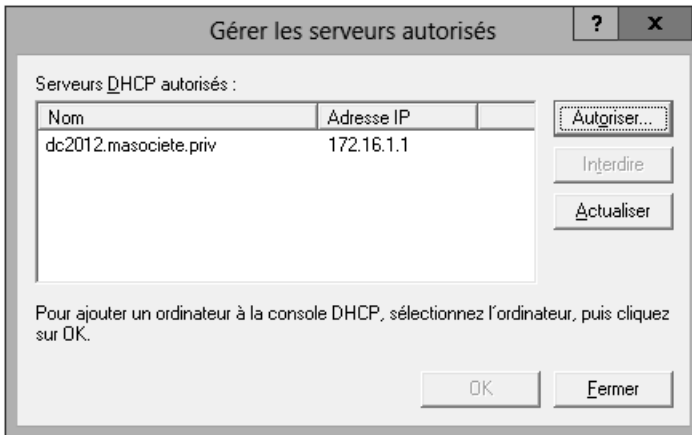 Gérer les serveurs autorisés
?
x
Serveurs DHCP autorisés :
Nom Adresse IP
dc2012.masociete.priv 172.16.1.1
Autoriser...
Interdire
Actualiser
Pour ajouter un ordinateur à la console DHCP, sélectionnez l'ordinateur, puis cliquez
sur OK.
OK
Fermer